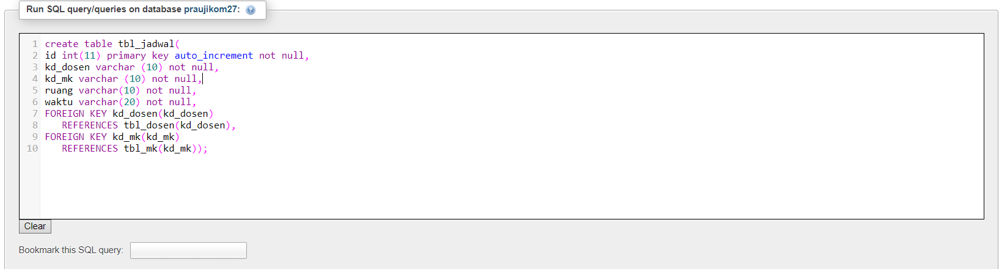 Run SQL query/queries on database praujikom27:
1 create table tbl_jadwal(
2 id int(11) primary key auto_increment not null,
3 kd_dosen varchar (10) not null,
4 kd_mk varchar (10) not null,
5 ruang varchar(10) not null,
6 waktu varchar(20) not null,
7 FOREIGN KEY kd_dosen(kd_dosen)
8    REFERENCES tbl_dosen(kd_dosen),
9 FOREIGN KEY kd_mk(kd_mk)
10    REFERENCES tbl_mk(kd_mk));
Clear
Bookmark this SQL query: